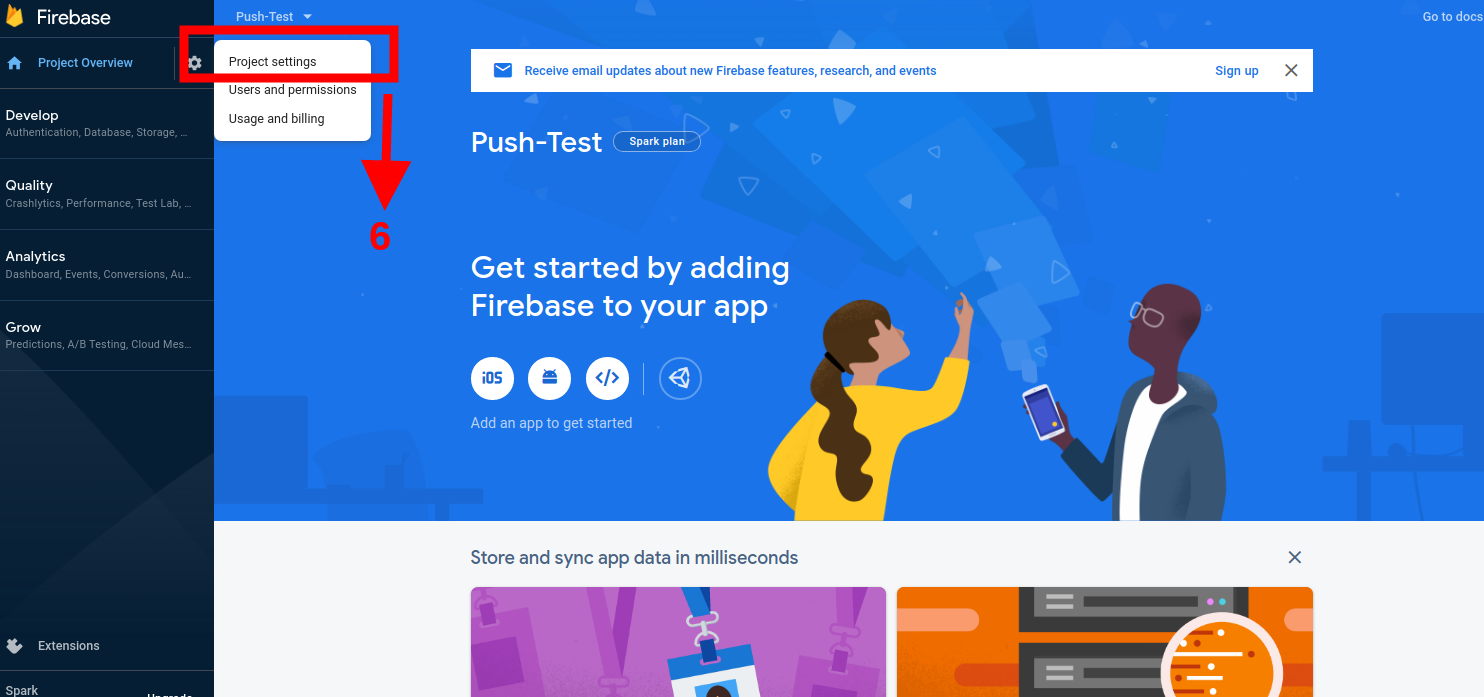 Firebase
Push-Test
Go to docs
Project Overview
Project settings
Users and permissions
Usage and billing
6
Develop
Authentication, Database, Storage, ...
Quality
Crashlytics, Performance, Test Lab, ...
Analytics
Dashboard, Events, Conversions, Au...
Grow
Predictions, A/B Testing, Cloud Mes...
Extensions
Spark
Upgrade
Receive email updates about new Firebase features, research, and events
Sign up
Push-Test
Spark plan
Get started by adding
Firebase to your app
iOS
Add an app to get started
Store and sync app data in milliseconds